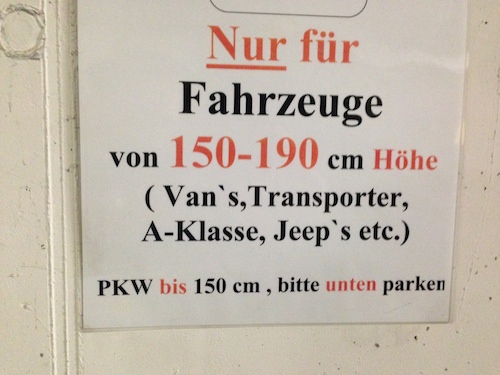 Nur für
Fahrzeuge
von 150-190 cm Höhe
( Van`s,Transporter,
A-Klasse, Jeep`s etc.)
PKW bis 150 cm , bitte unten parken